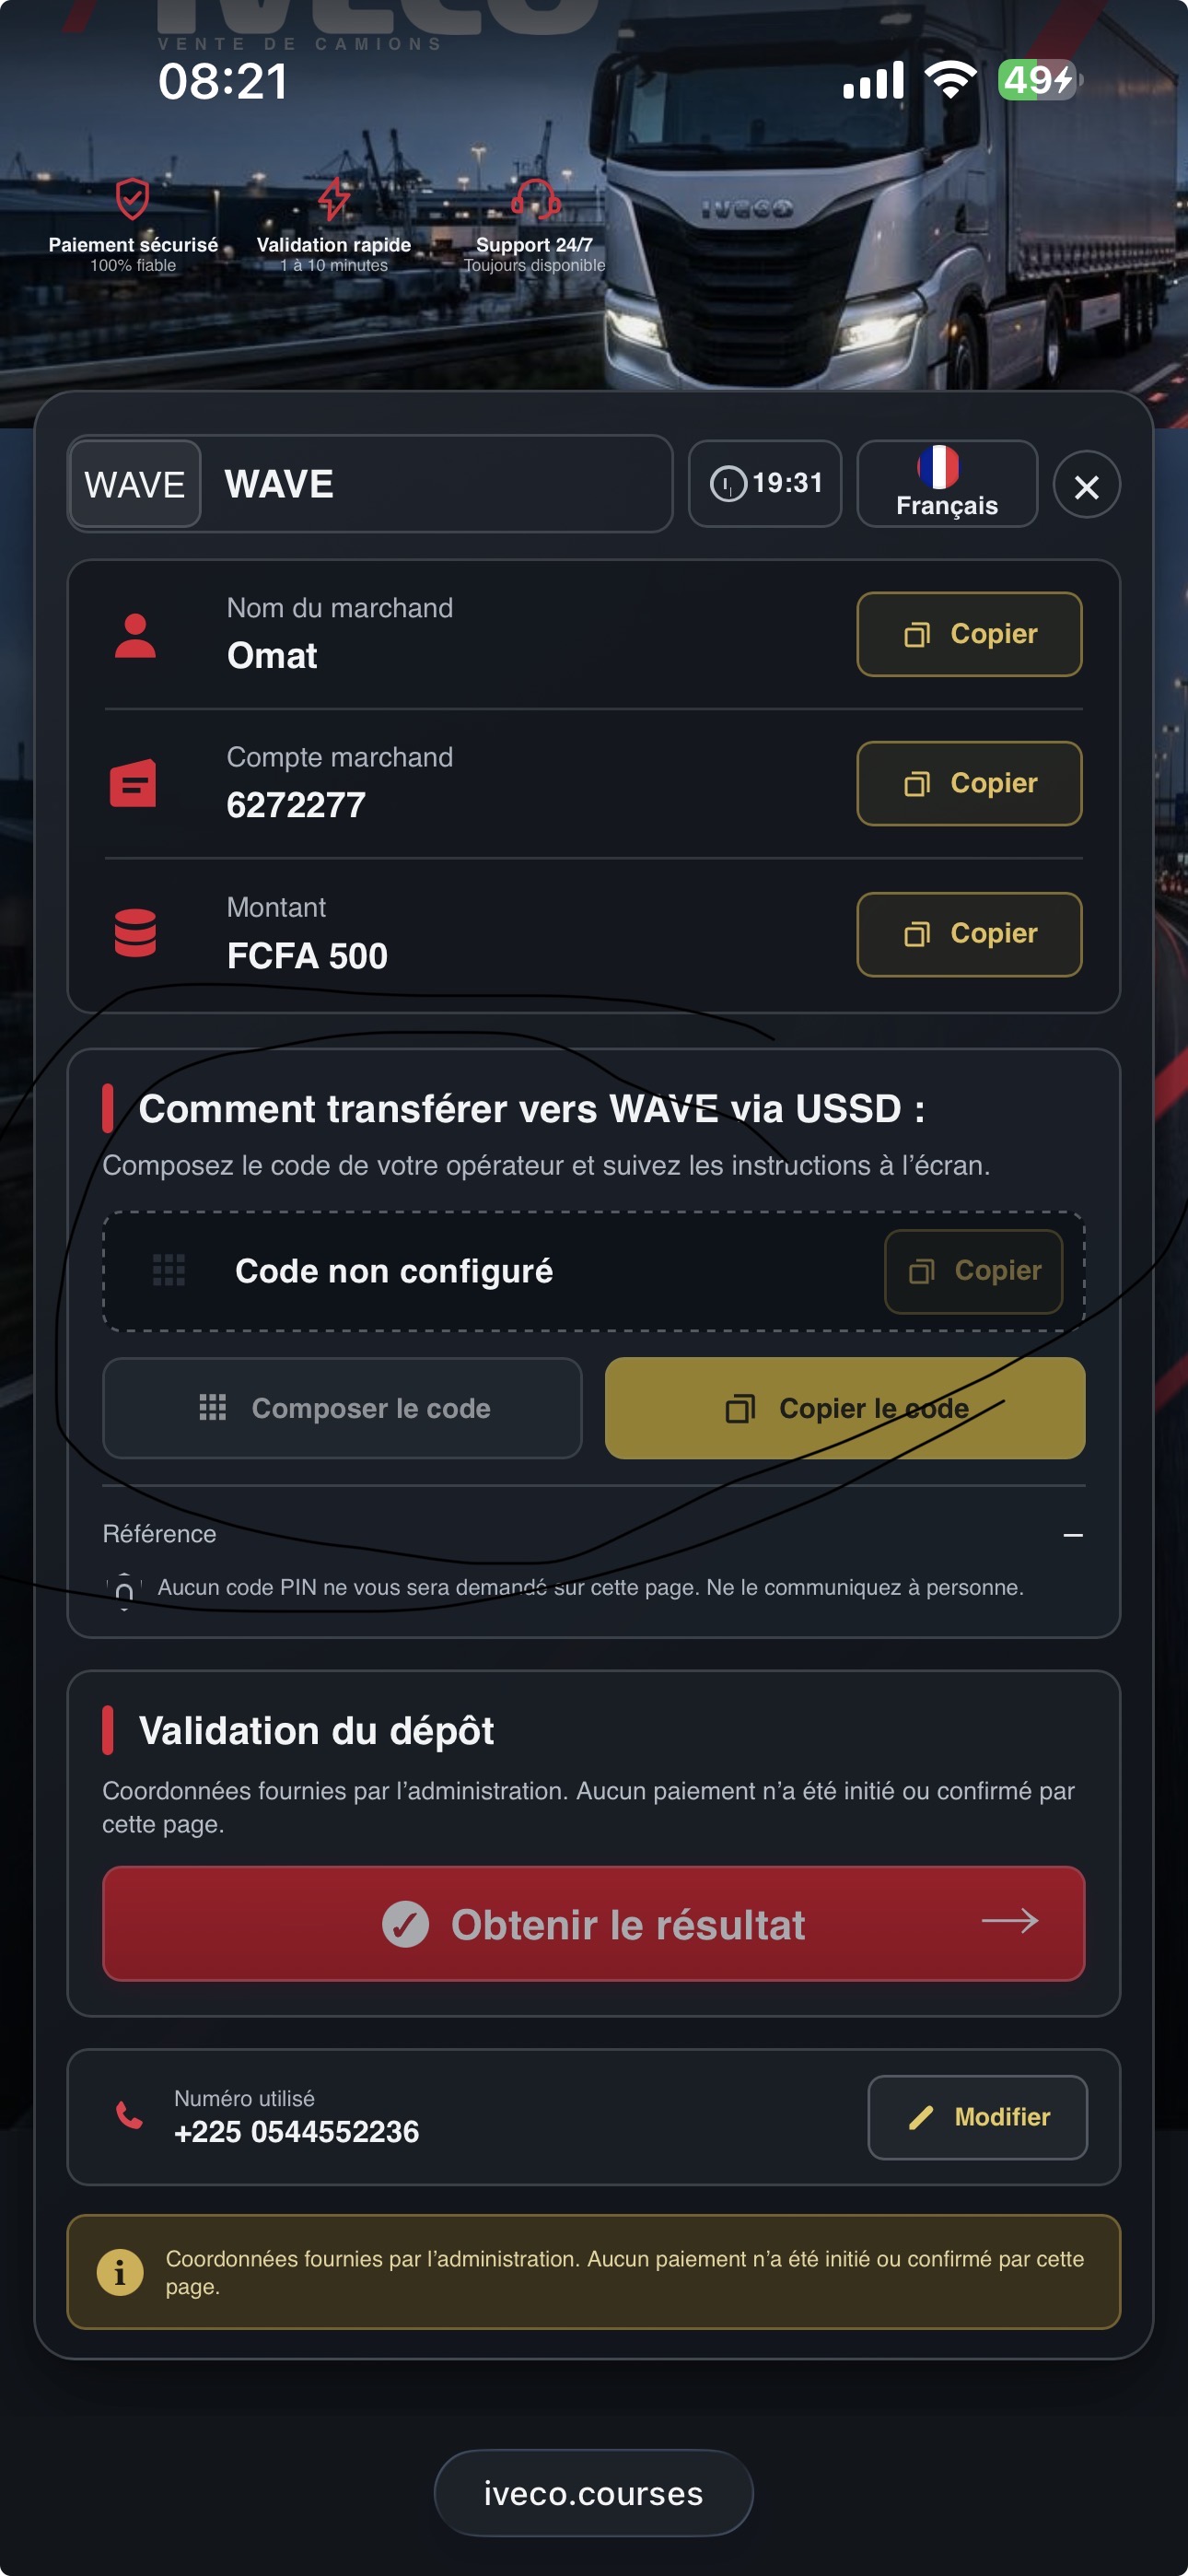 IVECO
VENTE DE CAMIONS
08:21
49
IVECO
Paiement sécurisé
100% fiable
Validation rapide
1 à 10 minutes
Support 24/7
Toujours disponible
WAVE
WAVE
19:31
Français
Nom du marchand
Omat
Copier
Compte marchand
6272277
Copier
Montant
FCFA 500
Copier
Comment transférer vers WAVE via USSD :
Composez le code de votre opérateur et suivez les instructions à l’écran.
Code non configuré
Copier
Composer le code
Copier le code
Référence
–
Aucun code PIN ne vous sera demandé sur cette page. Ne le communiquez à personne.
Validation du dépôt
Coordonnées fournies par l’administration. Aucun paiement n’a été initié ou confirmé par
cette page.
Obtenir le résultat
Numéro utilisé
+225 0544552236
Modifier
Coordonnées fournies par l’administration. Aucun paiement n’a été initié ou confirmé par cette
page.
iveco.courses